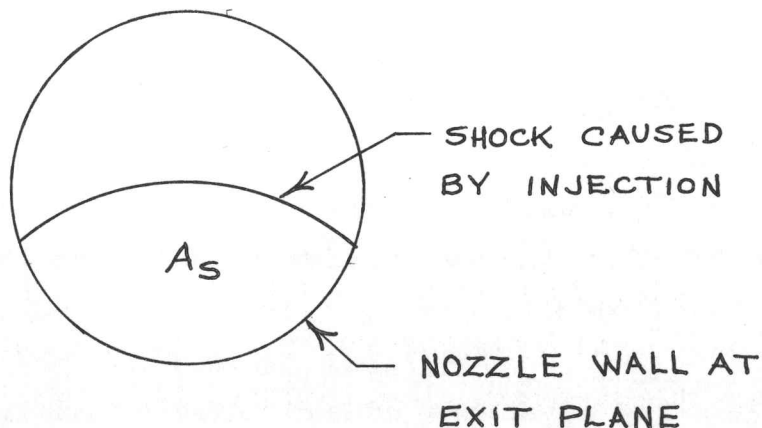 SHOCK CAUSED
BY INJECTION
As
NOZZLE WALL AT
EXIT PLANE